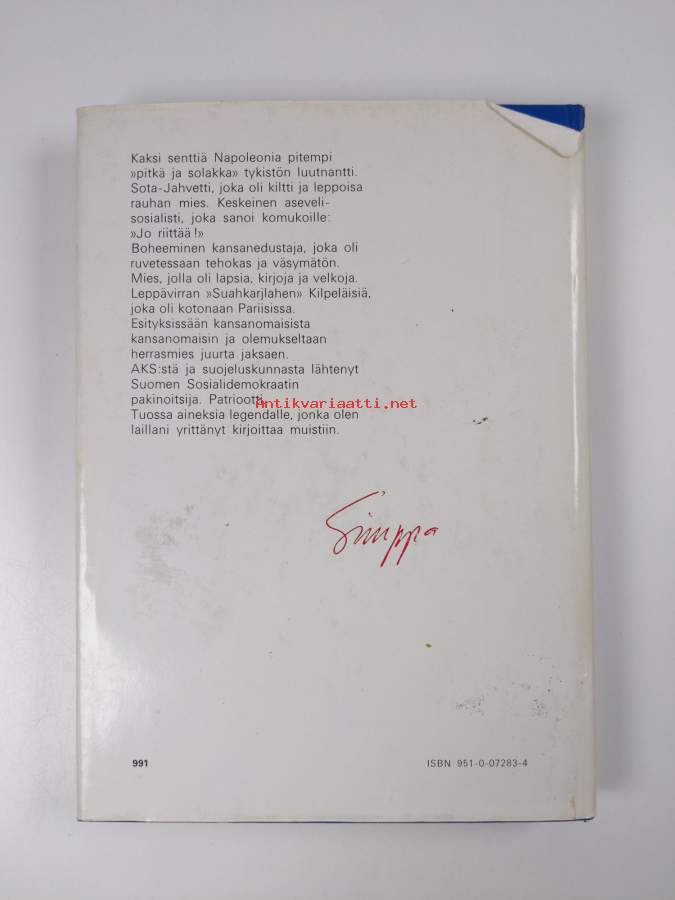 Kaksi senttiä Napoleonia pitempi
»pitkä ja solakka» tykistön luutnantti.
Sota-Jahvetti, joka oli kiltti ja leppoisa
rauhan mies. Keskeinen aseveli-
sosialisti, joka sanoi komukoille:
»Jo riittää!»
Boheeminen kansanedustaja, joka oli
ruvetessaan tehokas ja väsymätön.
Mies, jolla oli lapsia, kirjoja ja velkoja.
Leppävirran »Suahkarjlahen» Kilpeläisiä,
joka oli kotonaan Pariisissa.
Esityksissään kansanomaisista
kansanomaisin ja olemukseltaan
herrasmies juurta jaksaen.
AKS:stä ja suojeluskunnasta lähtenyt
Suomen Sosialidemokraatin
pakinoitsija. Patriootti.
Antikvariaatti.net
Tuossa aineksia legendalle, jonka olen
laillani yrittänyt kirjoittaa muistiin.
Simppa
991
ISBN 951-0-07283-4